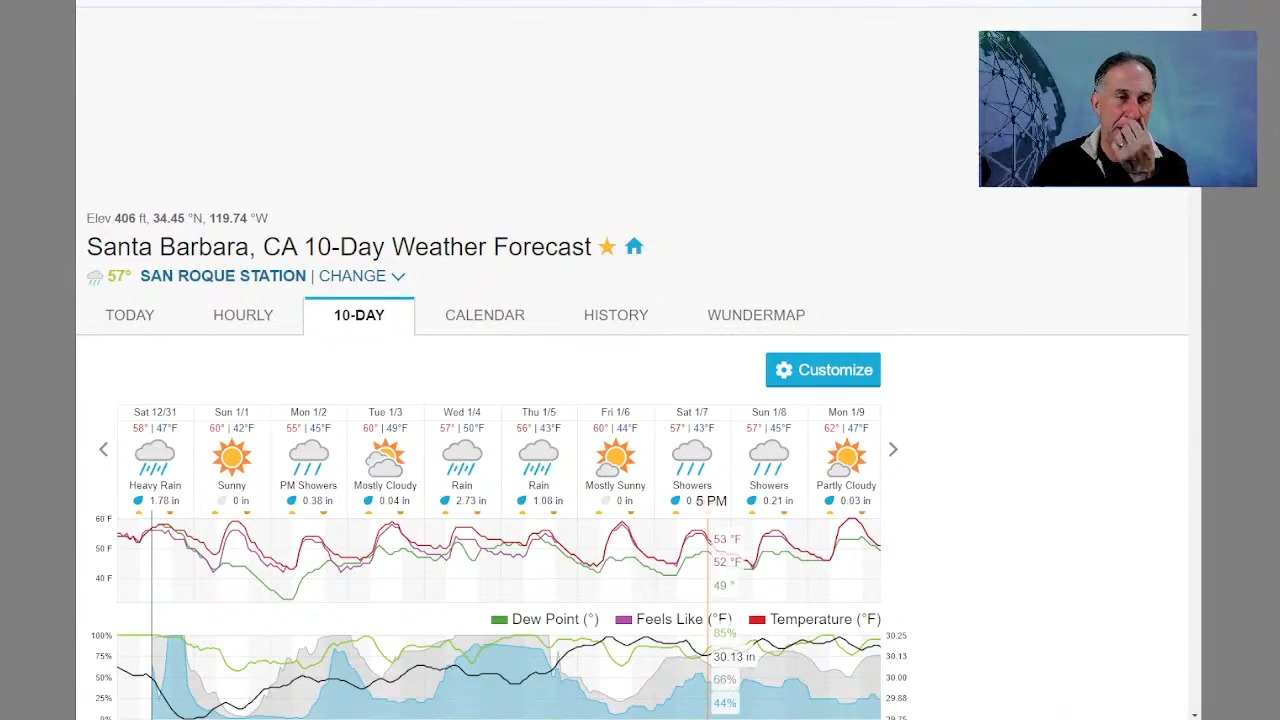 Elev 406 ft, 34.45 °N, 119.74 °W
Santa Barbara, CA 10-Day Weather Forecast
57° SAN ROQUE STATION | CHANGE
TODAY HOURLY 10-DAY CALENDAR HISTORY WUNDERMAP
Customize
Sat 12/31 Sun 1/1 Mon 1/2 Tue 1/3 Wed 1/4 Thu 1/5 Fri 1/6 Sat 1/7 Sun 1/8 Mon 1/9
58° | 47°F 60° | 42°F 55° | 45°F 60° | 49°F 57° | 50°F 56° | 43°F 60° | 44°F 57° | 43°F 57° | 45°F 62° | 47°F
Heavy Rain Sunny PM Showers Mostly Cloudy Rain Rain Mostly Sunny Showers Showers Partly Cloudy
1.78 in 0 in 0.38 in 0.04 in 2.73 in 1.08 in 0 in 0 5 PM 0.21 in 0.03 in
60 F
53 °F
50 F
52 °F
40 F
49 °
Dew Point (°) Feels Like (°F) Temperature (°F)
100% 85% 30.25
75% 30.13 in 30.13
50% 66% 30.00
25% 44% 29.88
0% 29.75